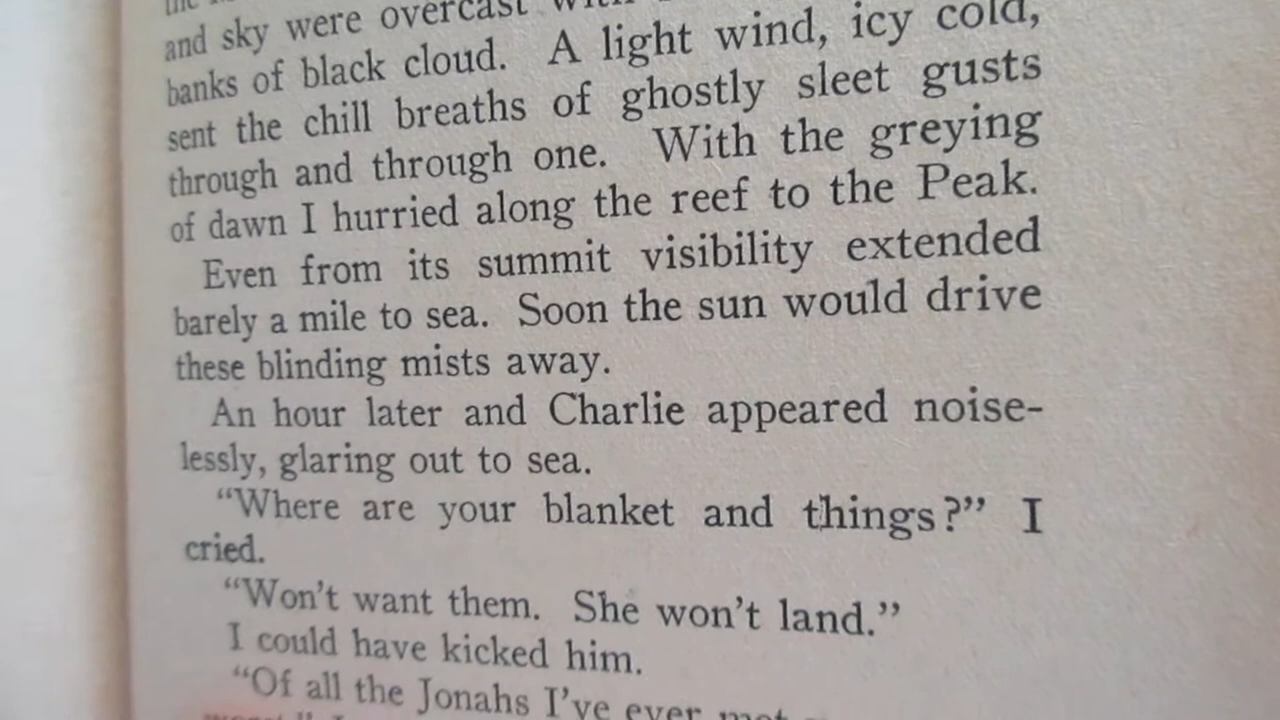 and sky were overcast with
banks of black cloud. A light wind, icy cold,
sent the chill breaths of ghostly sleet gusts
through and through one. With the greying
of dawn I hurried along the reef to the Peak.
Even from its summit visibility extended
barely a mile to sea. Soon the sun would drive
these blinding mists away.
An hour later and Charlie appeared noise-
lessly, glaring out to sea.
“Where are your blanket and things?” I
cried.
“Won’t want them. She won’t land.”
I could have kicked him.
“Of all the Jonahs I’ve ever met